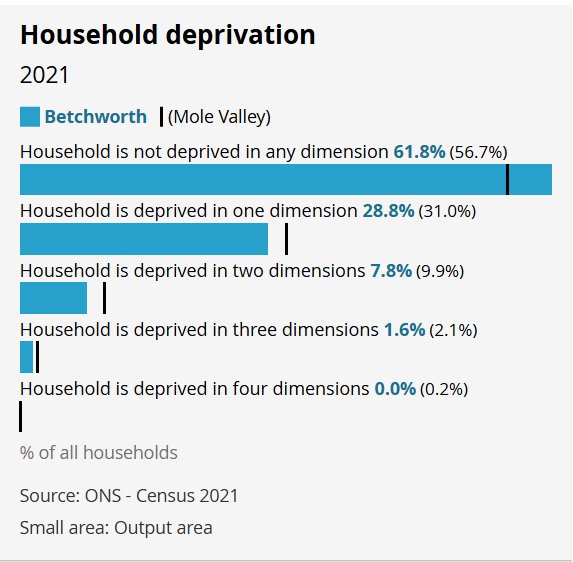 Household deprivation
2021
Betchworth (Mole Valley)
Household is not deprived in any dimension 61.8% (56.7%)
Household is deprived in one dimension 28.8% (31.0%)
Household is deprived in two dimensions 7.8% (9.9%)
Household is deprived in three dimensions 1.6% (2.1%)
Household is deprived in four dimensions 0.0% (0.2%)
% of all households
Source: ONS - Census 2021
Small area: Output area